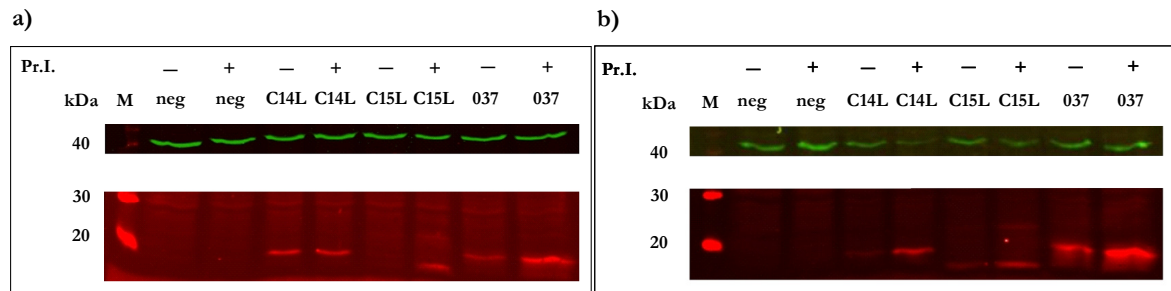 a)
Pr.I. – + – + – + – +
kDa M neg neg C14L C14L C15L C15L 037 037
40
30
20
b)
Pr.I. – + – + – + – +
kDa M neg neg C14L C14L C15L C15L 037 037
40
30
20